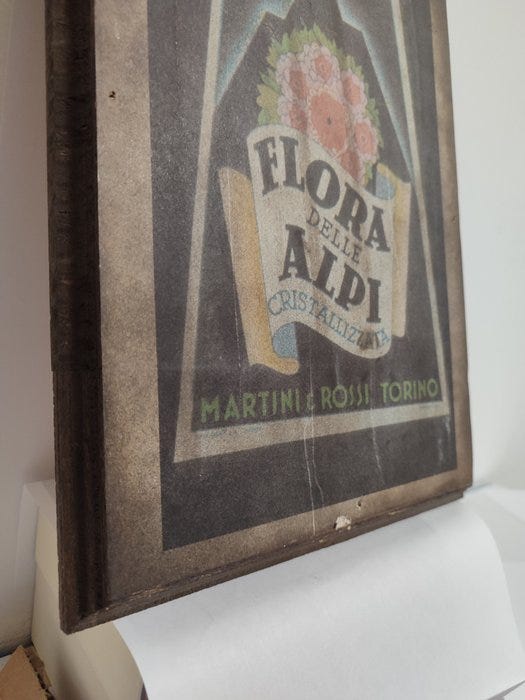 FLORA
DELLE
ALPI
CRISTALLIZZATA
MARTINI & ROSSI TORINO